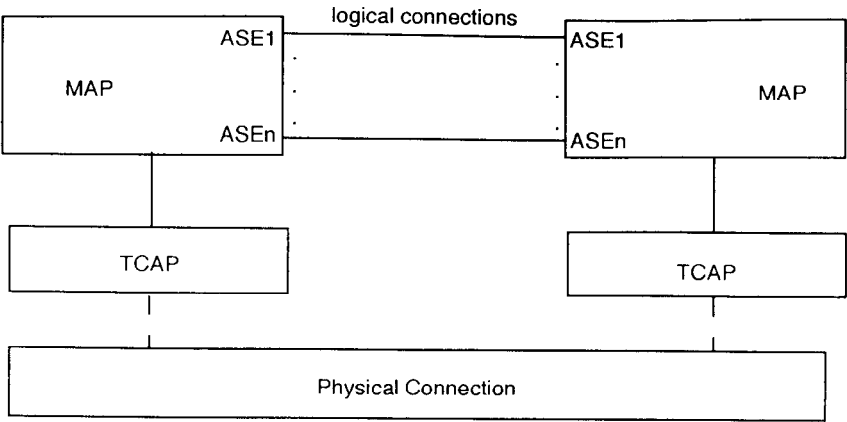 logical connections
ASE1
ASE1
MAP
MAP
ASEn
ASEn
TCAP
TCAP
Physical Connection